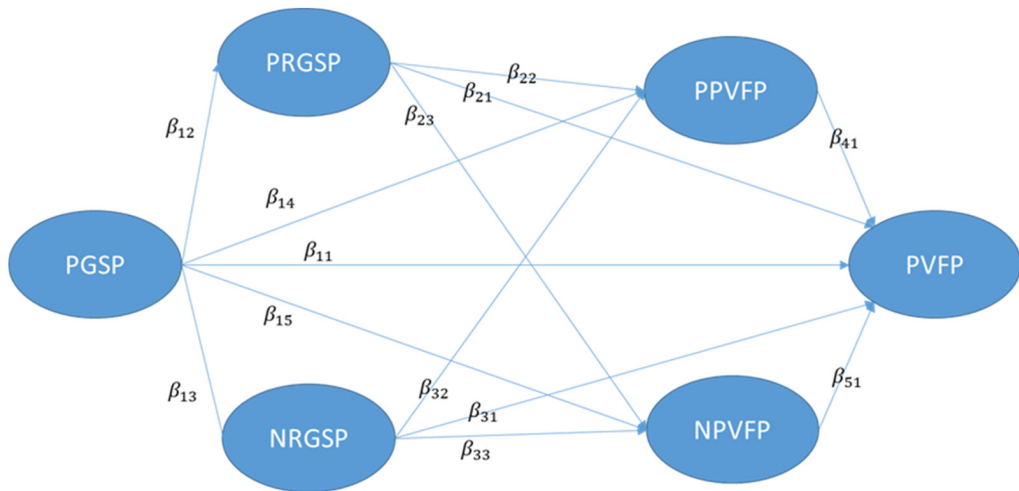 PRGSP
β₂₂
PPVFP
β₂₁
β₂₃
β₁₂
β₄₁
β₁₄
PGSP
β₁₁
PVFP
β₁₅
β₁₃
β₃₂
β₃₁
β₅₁
NRGSP
β₃₃
NPVFP